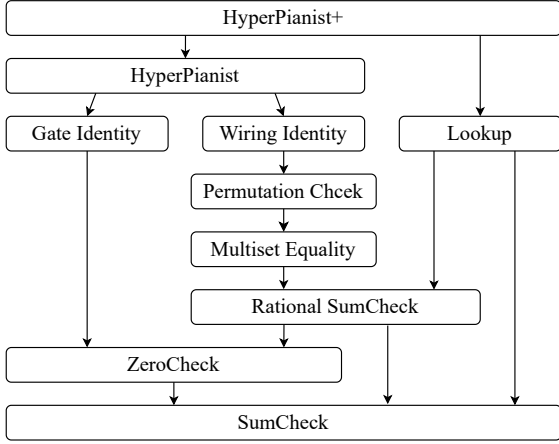 HyperPianist+
HyperPianist
Gate Identity
Wiring Identity
Lookup
Permutation Chcek
Multiset Equality
Rational SumCheck
ZeroCheck
SumCheck